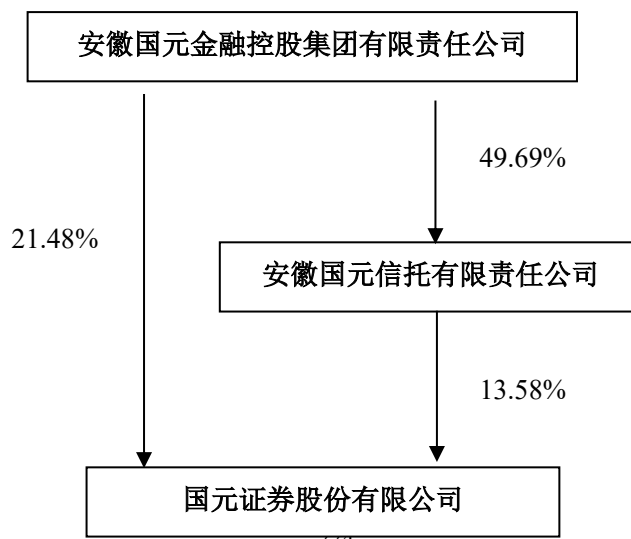 安徽国元金融控股集团有限责任公司
49.69%
21.48%
安徽国元信托有限责任公司
13.58%
国元证券股份有限公司